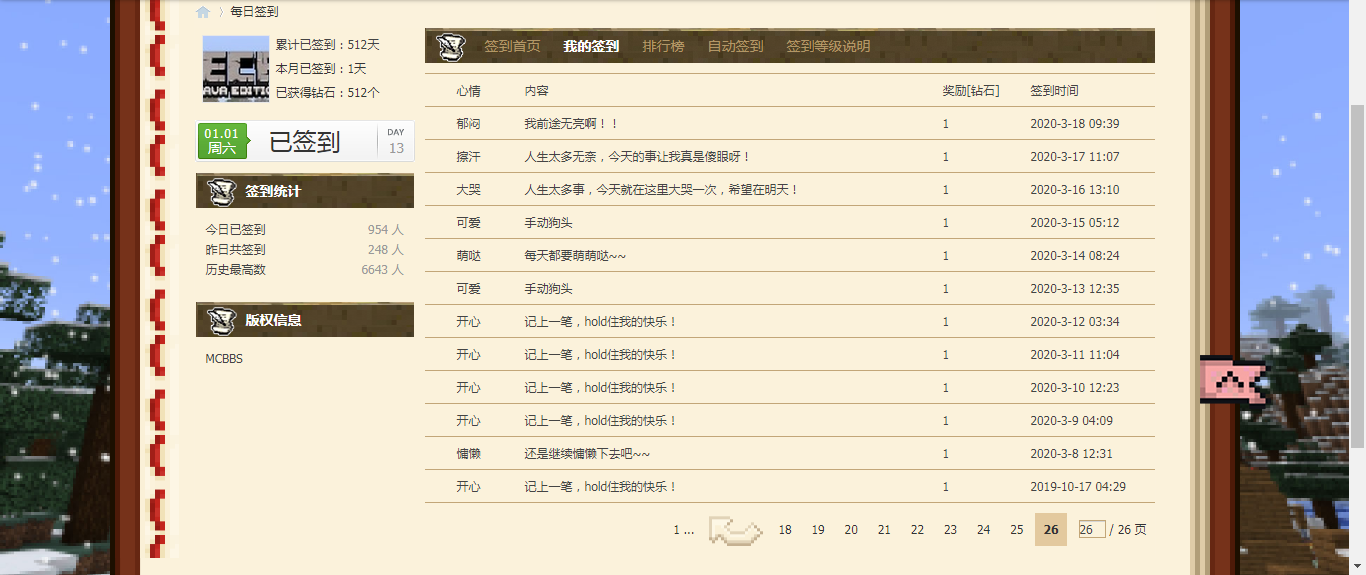 每日签到
累计已签到：512天
本月已签到：1天
已获得钻石：512个
01.01
周六
已签到
DAY
13
签到统计
今日已签到 954 人
昨日共签到 248 人
历史最高数 6643 人
版权信息
MCBBS
签到首页 我的签到 排行榜 自动签到 签到等级说明
心情 内容 奖励[钻石] 签到时间
郁闷 我前途无亮啊！！ 1 2020-3-18 09:39
擦汗 人生太多无奈，今天的事让我真是傻眼呀！ 1 2020-3-17 11:07
大哭 人生太多事，今天就在这里大哭一次，希望在明天！ 1 2020-3-16 13:10
可爱 手动狗头 1 2020-3-15 05:12
萌哒 每天都要萌萌哒~~ 1 2020-3-14 08:24
可爱 手动狗头 1 2020-3-13 12:35
开心 记上一笔，hold住我的快乐！ 1 2020-3-12 03:34
开心 记上一笔，hold住我的快乐！ 1 2020-3-11 11:04
开心 记上一笔，hold住我的快乐！ 1 2020-3-10 12:23
开心 记上一笔，hold住我的快乐！ 1 2020-3-9 04:09
慵懒 还是继续慵懒下去吧~~ 1 2020-3-8 12:31
开心 记上一笔，hold住我的快乐！ 1 2019-10-17 04:29
1 ... 18 19 20 21 22 23 24 25 26 26 / 26 页